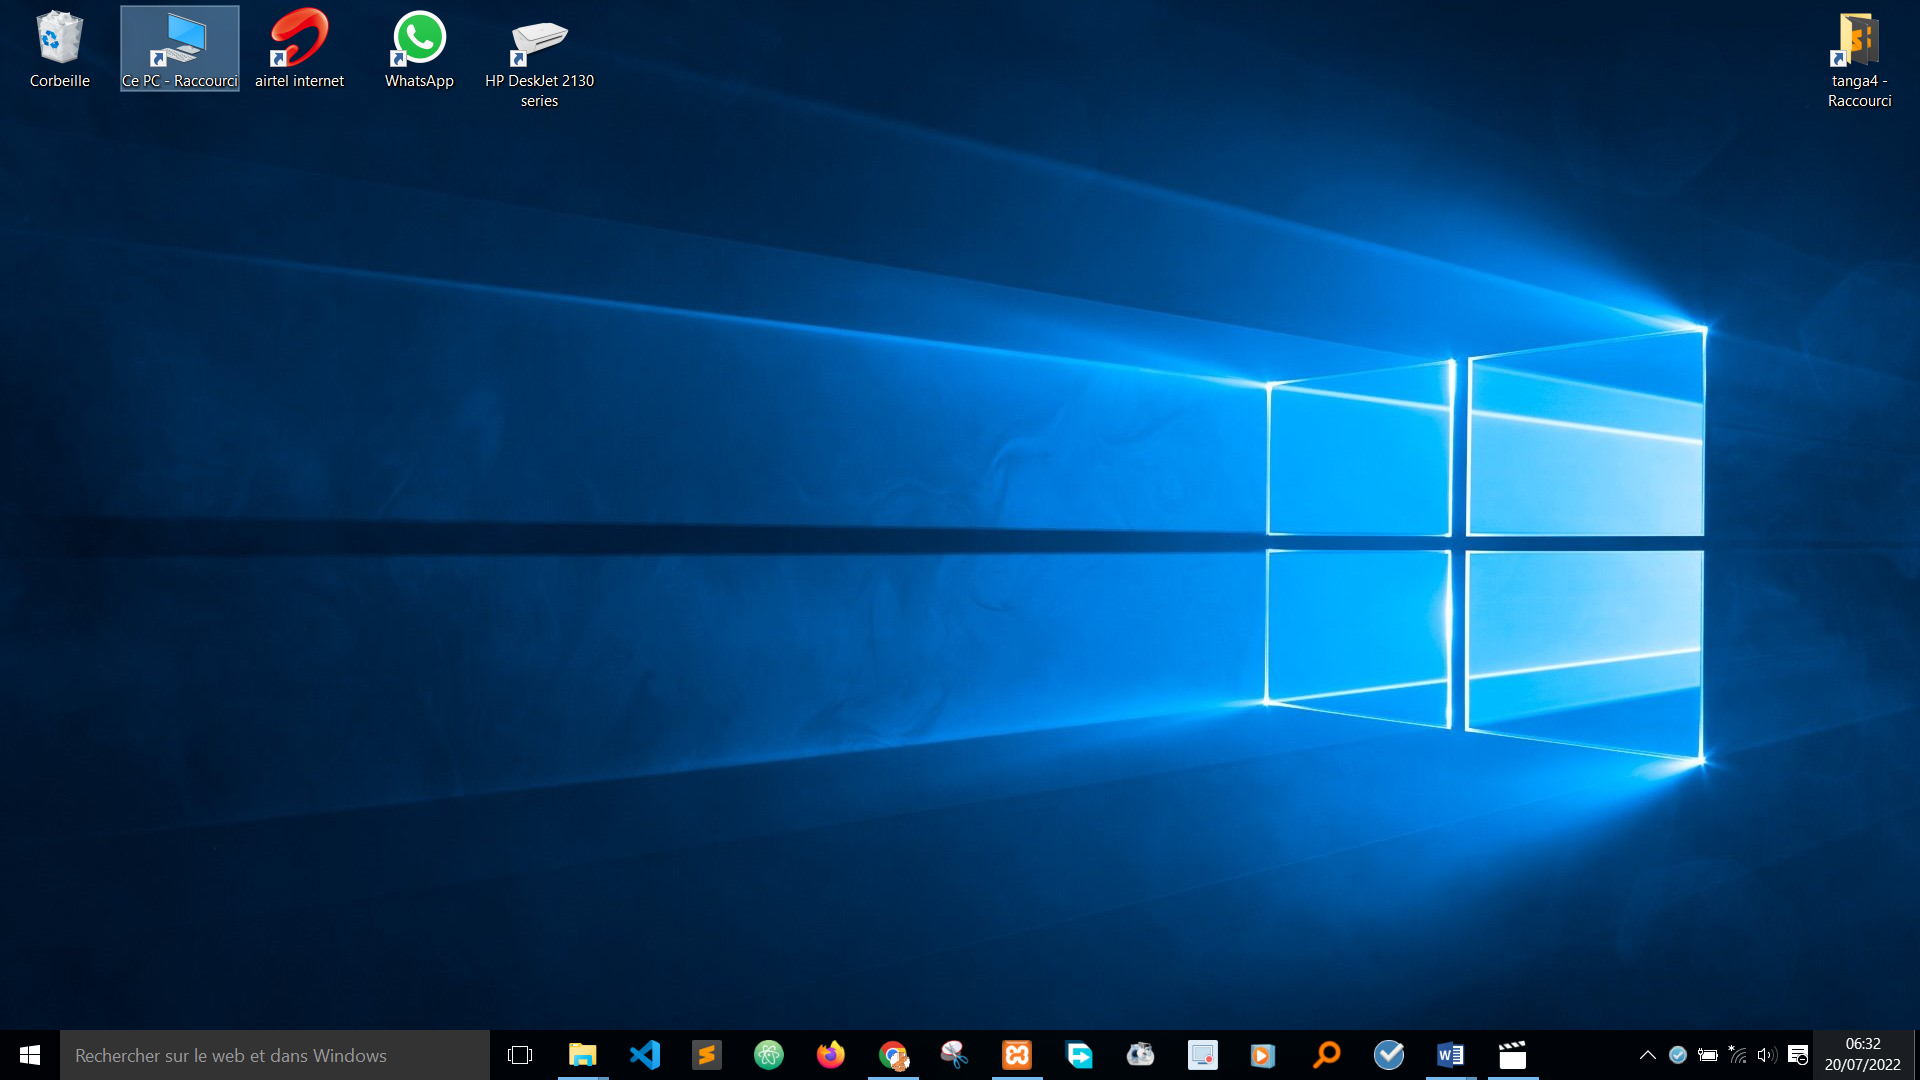 Corbeille
Ce PC - Raccourci
airtel internet
WhatsApp
HP DeskJet 2130
series
tanga4 -
Raccourci
Rechercher sur le web et dans Windows
06:32
20/07/2022